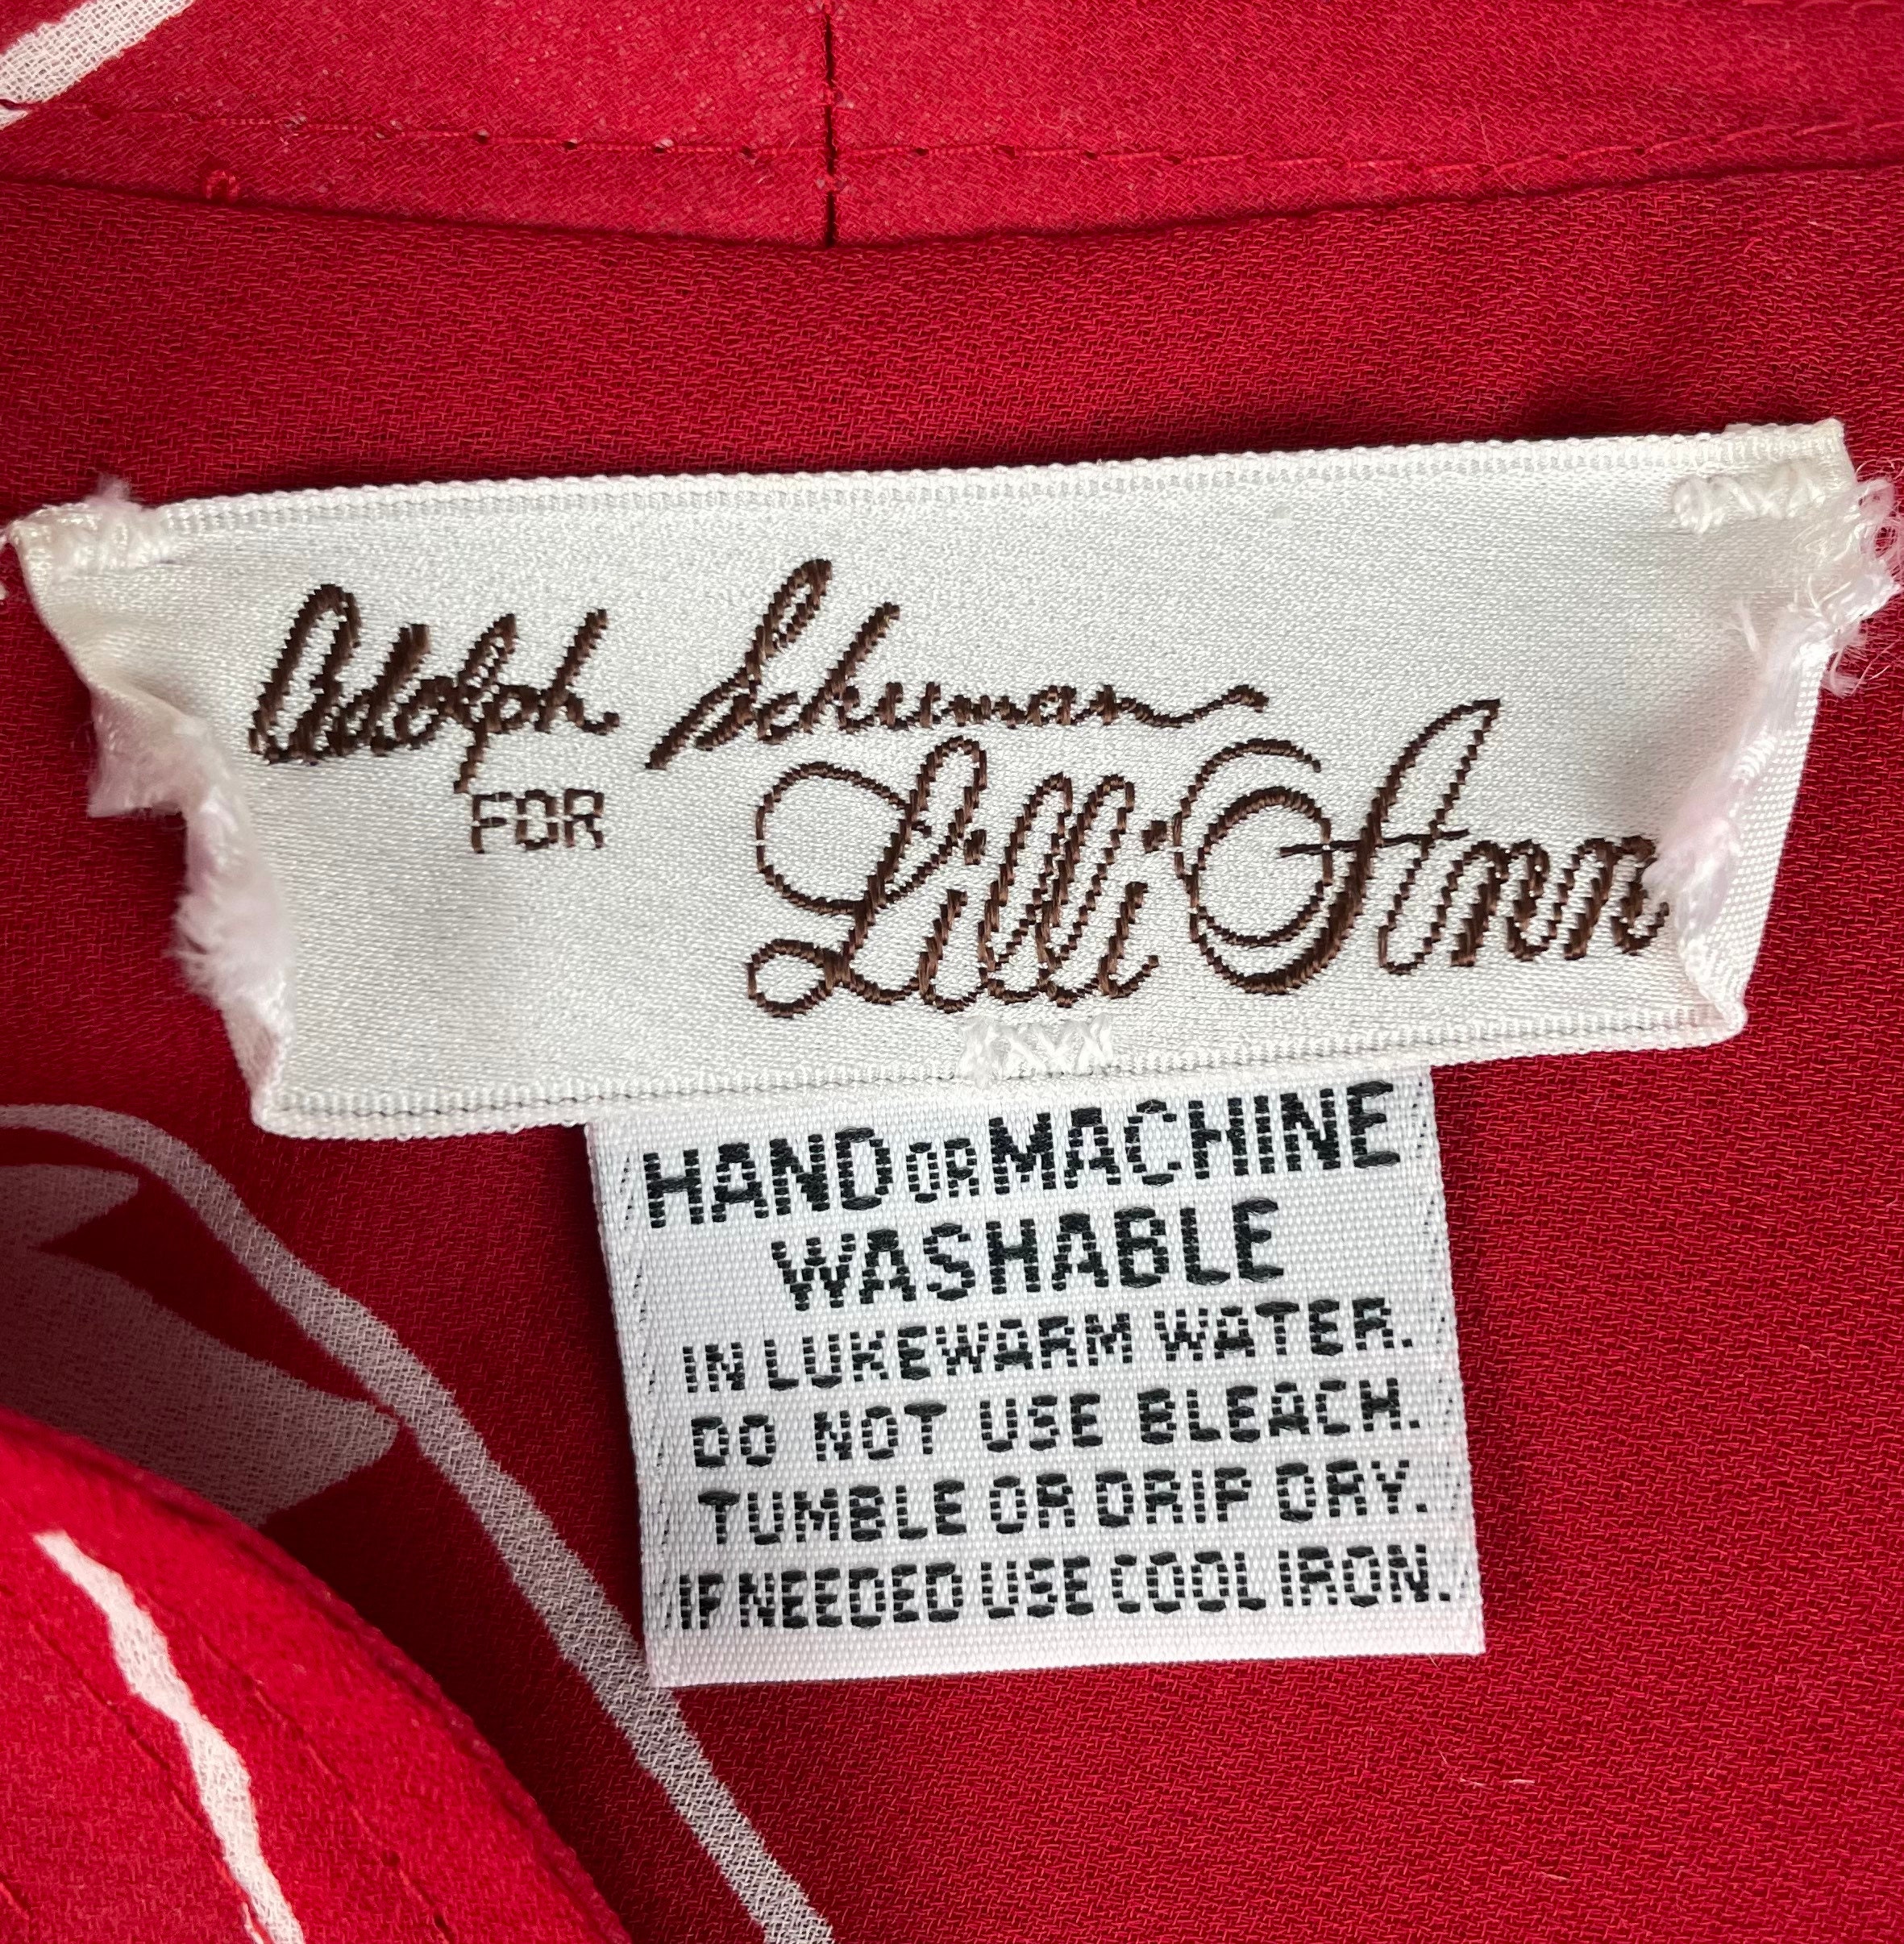 Adolph Schuman
FOR Lilli Ann
HAND OR MACHINE
WASHABLE
IN LUKEWARM WATER.
DO NOT USE BLEACH.
TUMBLE OR DRIP DRY.
IF NEEDED USE COOL IRON.